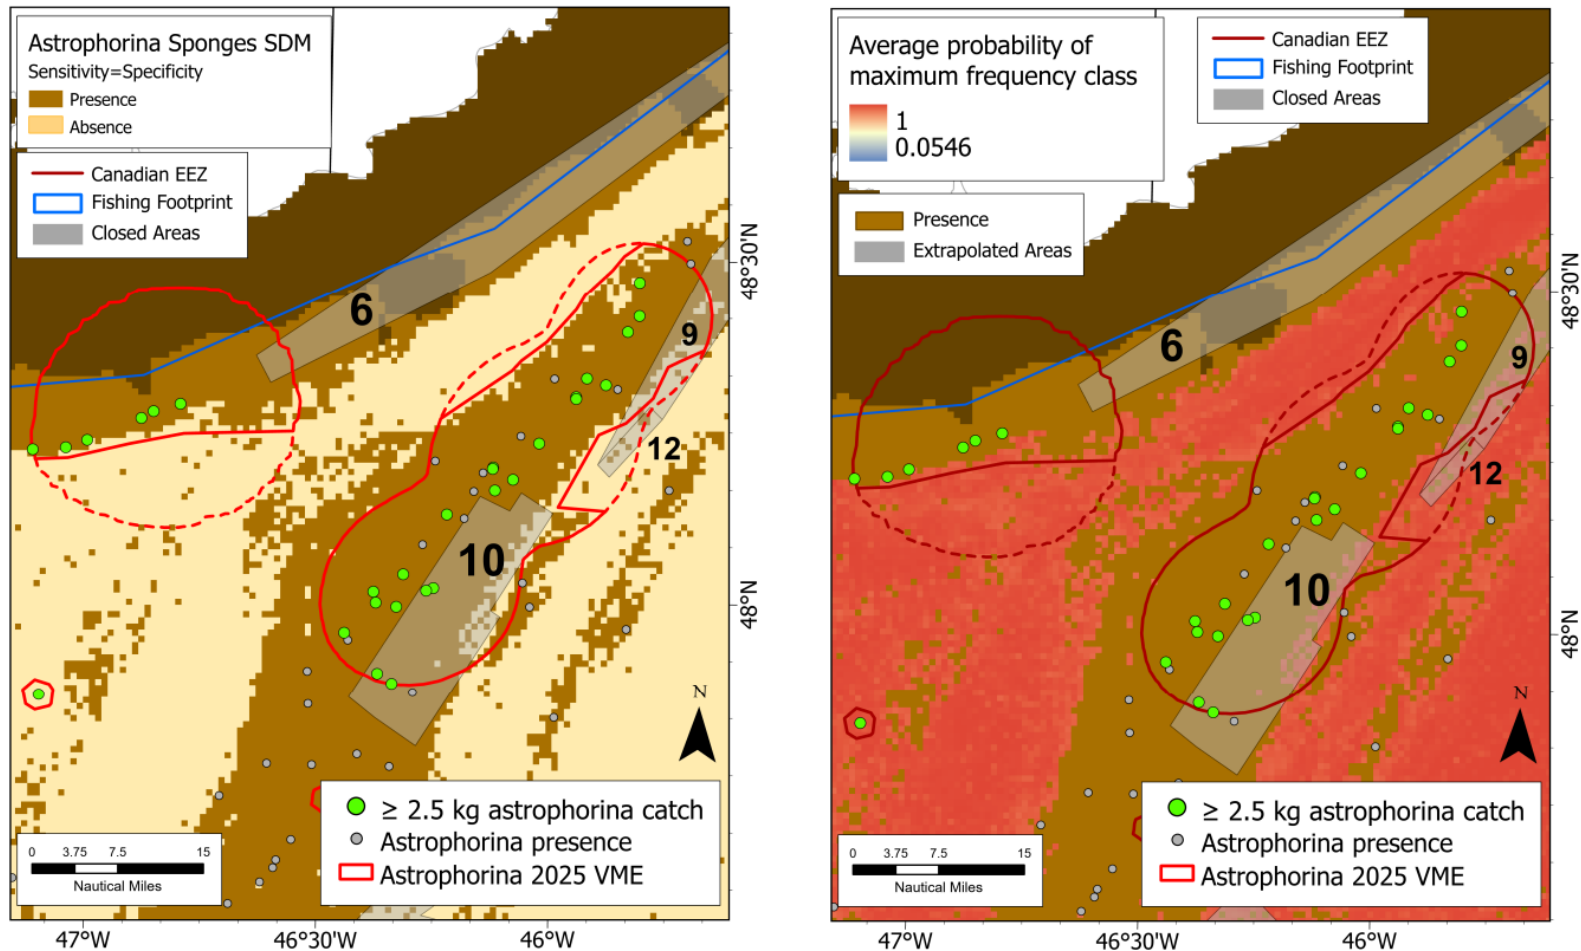 Astrophorina Sponges SDM
Sensitivity=Specificity
Presence
Absence
Canadian EEZ
Fishing Footprint
Closed Areas
6
9
12
10
48°30'N
48°N
N
≥ 2.5 kg astrophorina catch
Astrophorina presence
Astrophorina 2025 VME
0 3.75 7.5 15
Nautical Miles
47°W 46°30'W 46°W
Average probability of
maximum frequency class
1
0.0546
Canadian EEZ
Fishing Footprint
Closed Areas
Presence
Extrapolated Areas
6
9
12
10
48°30'N
48°N
N
≥ 2.5 kg astrophorina catch
Astrophorina presence
Astrophorina 2025 VME
0 3.75 7.5 15
Nautical Miles
47°W 46°30'W 46°W